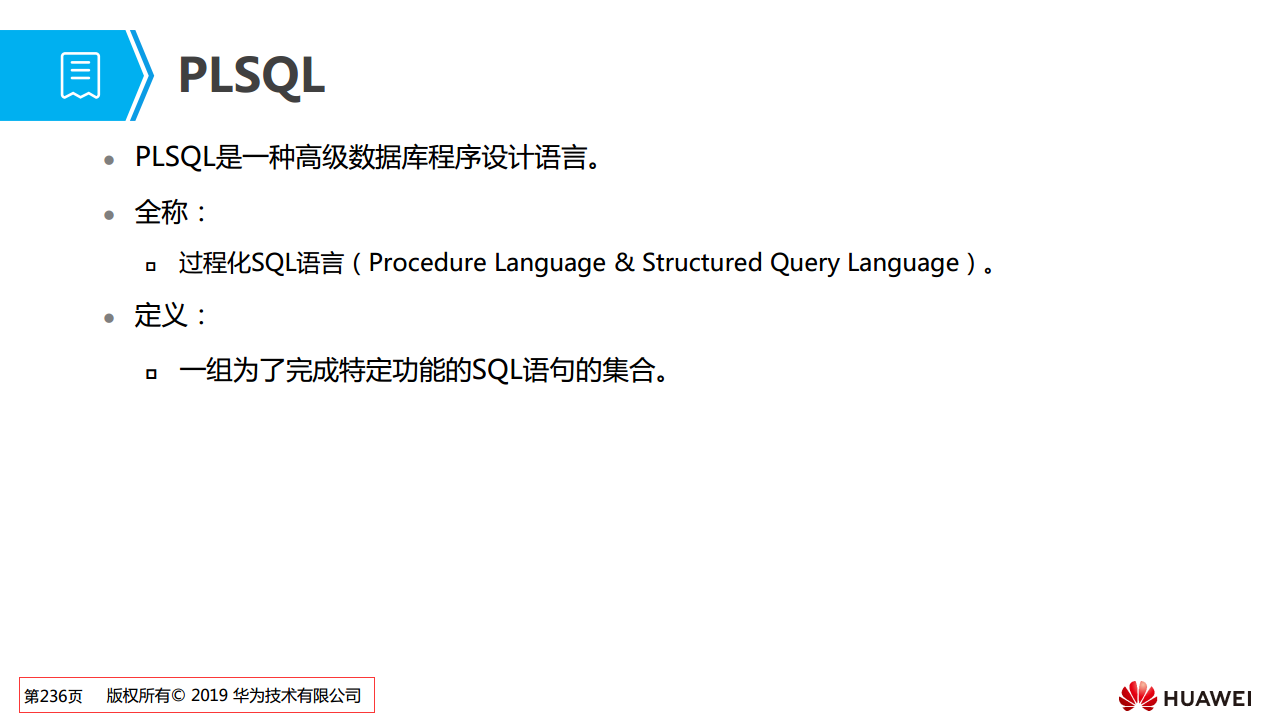 PLSQL
PLSQL是一种高级数据库程序设计语言。
全称：
过程化SQL语言（Procedure Language & Structured Query Language）。
定义：
一组为了完成特定功能的SQL语句的集合。
第236页 版权所有© 2019 华为技术有限公司
HUAWEI